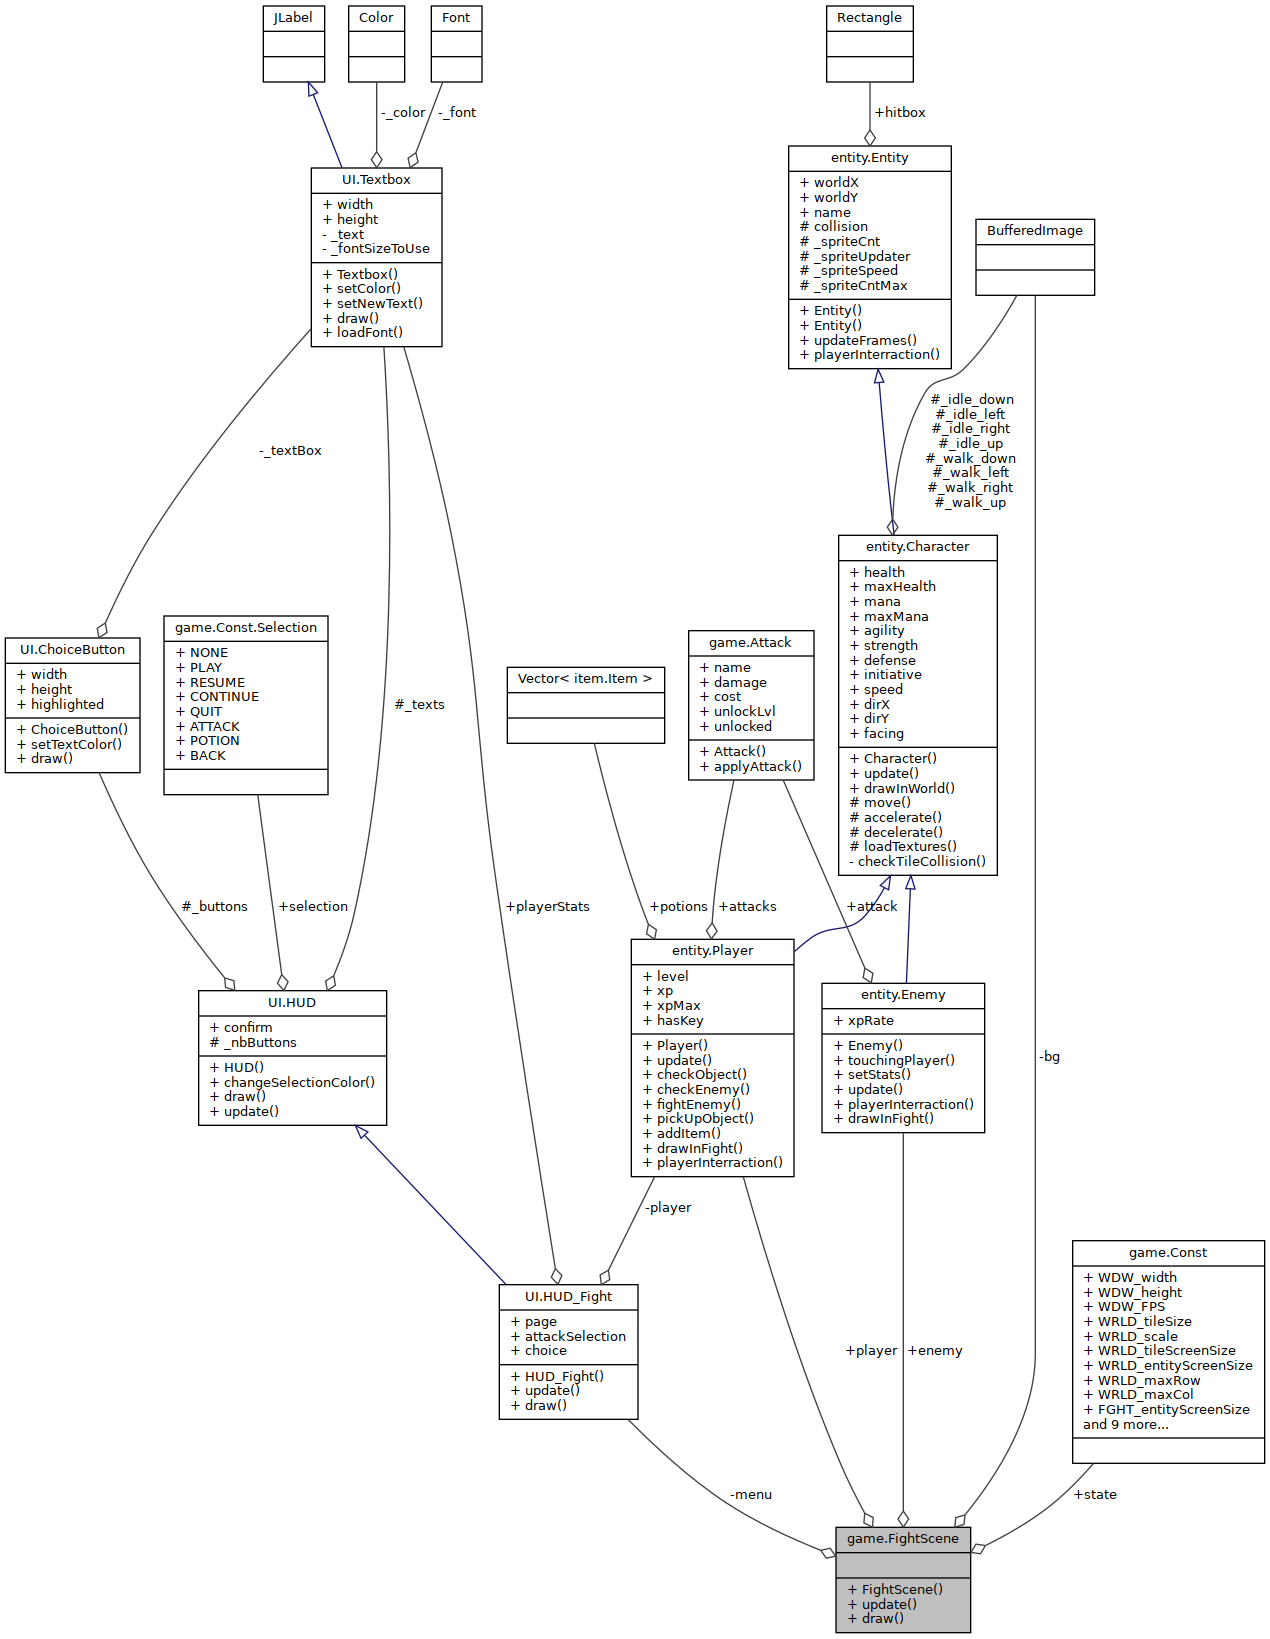 JLabel
Color
Font
Rectangle
-_color
-_font
+hitbox
entity.Entity
+ worldX
+ worldY
+ name
# collision
# _spriteCnt
# _spriteUpdater
# _spriteSpeed
# _spriteCntMax
+ Entity()
+ Entity()
+ updateFrames()
+ playerInterraction()
UI.Textbox
+ width
+ height
- _text
- _fontSizeToUse
+ Textbox()
+ setColor()
+ setNewText()
+ draw()
+ loadFont()
BufferedImage
#_idle_down
#_idle_left
#_idle_right
#_idle_up
#_walk_down
#_walk_left
#_walk_right
#_walk_up
-_textBox
entity.Character
+ health
+ maxHealth
+ mana
+ maxMana
+ agility
+ strength
+ defense
+ initiative
+ speed
+ dirX
+ dirY
+ facing
+ Character()
+ update()
+ drawInWorld()
# move()
# accelerate()
# decelerate()
# loadTextures()
- checkTileCollision()
UI.ChoiceButton
+ width
+ height
+ highlighted
+ ChoiceButton()
+ setTextColor()
+ draw()
game.Const.Selection
+ NONE
+ PLAY
+ RESUME
+ CONTINUE
+ QUIT
+ ATTACK
+ POTION
+ BACK
#_texts
Vector< item.Item >
game.Attack
+ name
+ damage
+ cost
+ unlockLvl
+ unlocked
+ Attack()
+ applyAttack()
#_buttons
+selection
+playerStats
+potions
+attacks
+attack
UI.HUD
+ confirm
# _nbButtons
+ HUD()
+ changeSelectionColor()
+ draw()
+ update()
entity.Player
+ level
+ xp
+ xpMax
+ hasKey
+ Player()
+ update()
+ checkObject()
+ checkEnemy()
+ fightEnemy()
+ pickUpObject()
+ addItem()
+ drawInFight()
+ playerInterraction()
entity.Enemy
+ xpRate
+ Enemy()
+ touchingPlayer()
+ setStats()
+ update()
+ playerInterraction()
+ drawInFight()
-bg
-player
UI.HUD_Fight
+ page
+ attackSelection
+ choice
+ HUD_Fight()
+ update()
+ draw()
+player
+enemy
game.Const
+ WDW_width
+ WDW_height
+ WDW_FPS
+ WRLD_tileSize
+ WRLD_scale
+ WRLD_tileScreenSize
+ WRLD_entityScreenSize
+ WRLD_maxRow
+ WRLD_maxCol
+ FGHT_entityScreenSize
and 9 more...
-menu
+state
game.FightScene
+ FightScene()
+ update()
+ draw()